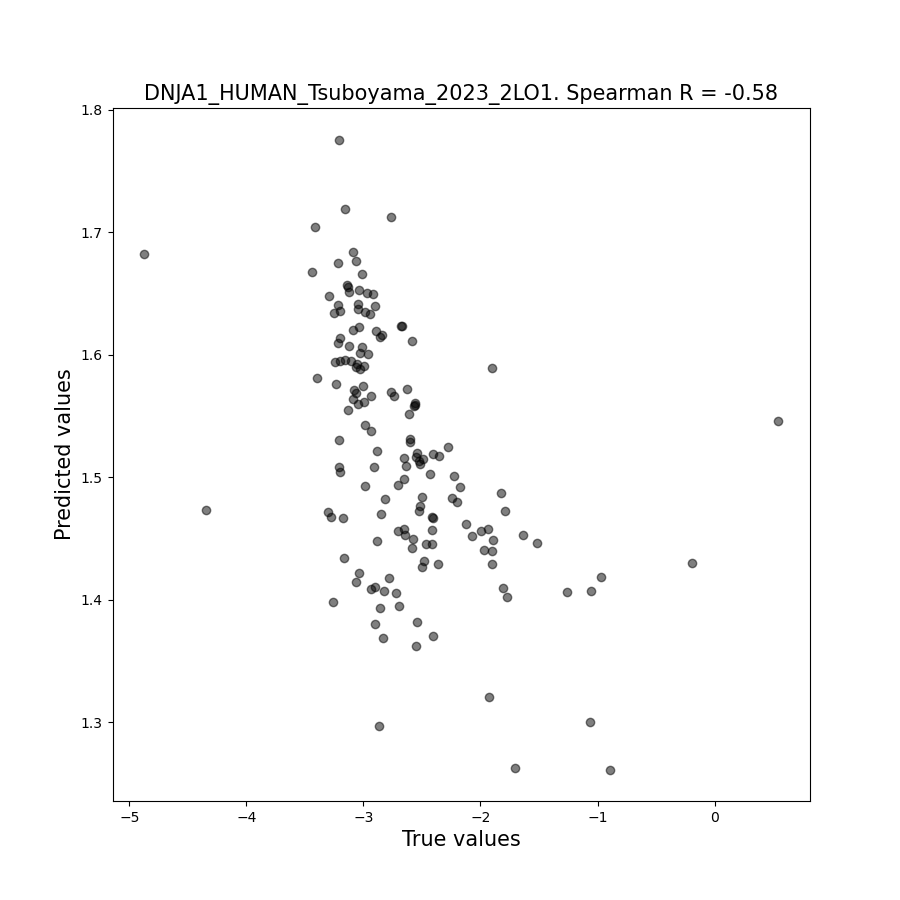 DNJA1_HUMAN_Tsuboyama_2023_2LO1. Spearman R = -0.58
1.8
1.7
1.6
1.5
1.4
1.3
Predicted values
−5 −4 −3 −2 −1 0
True values